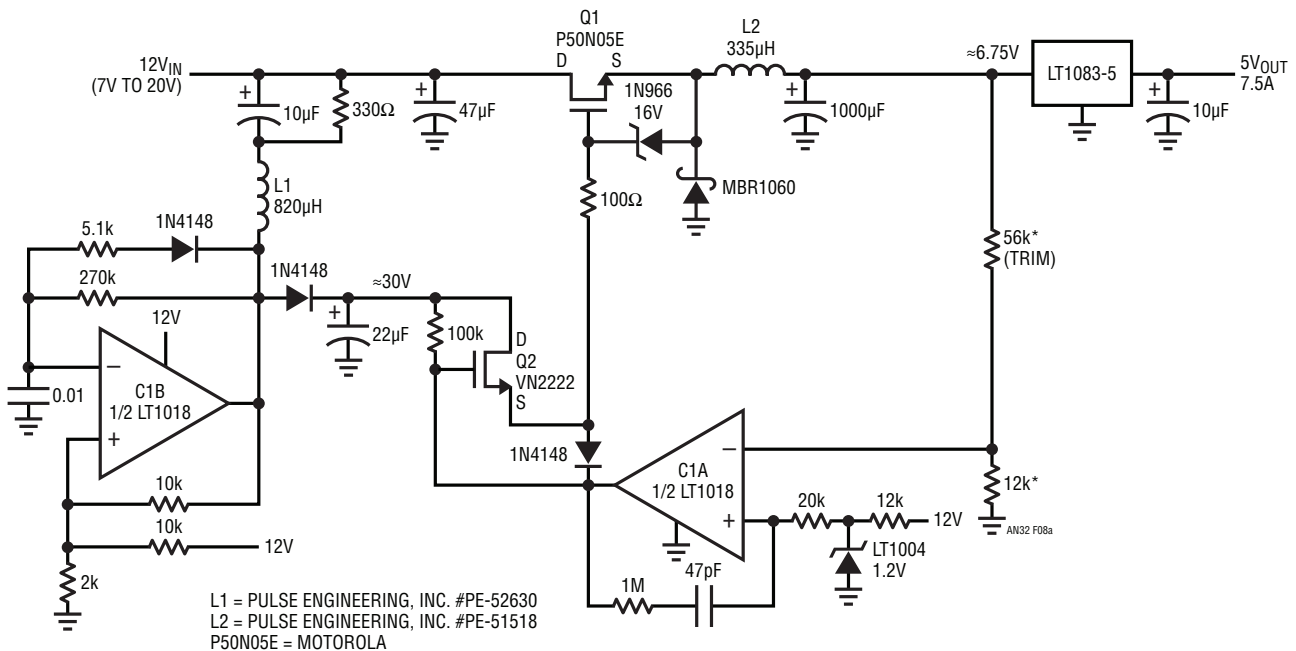 Q1
P50N05E
D S
L2
335µH
12VIN
(7V TO 20V)
+
10µF
330Ω
+
47µF
1N966
16V
+
1000µF
≈6.75V
LT1083-5
5VOUT
7.5A
+
10µF
MBR1060
100Ω
L1
820µH
5.1k
1N4148
270k
1N4148
≈30V
+
22µF
100k
D
Q2
VN2222
S
56k*
(TRIM)
12V
–
C1B
1/2 LT1018
+
0.01
1N4148
–
C1A
1/2 LT1018
+
12k*
AN32 F08a
20k
12k
12V
LT1004
1.2V
10k
10k
12V
2k
1M
47pF
L1 = PULSE ENGINEERING, INC. #PE-52630
L2 = PULSE ENGINEERING, INC. #PE-51518
P50N05E = MOTOROLA